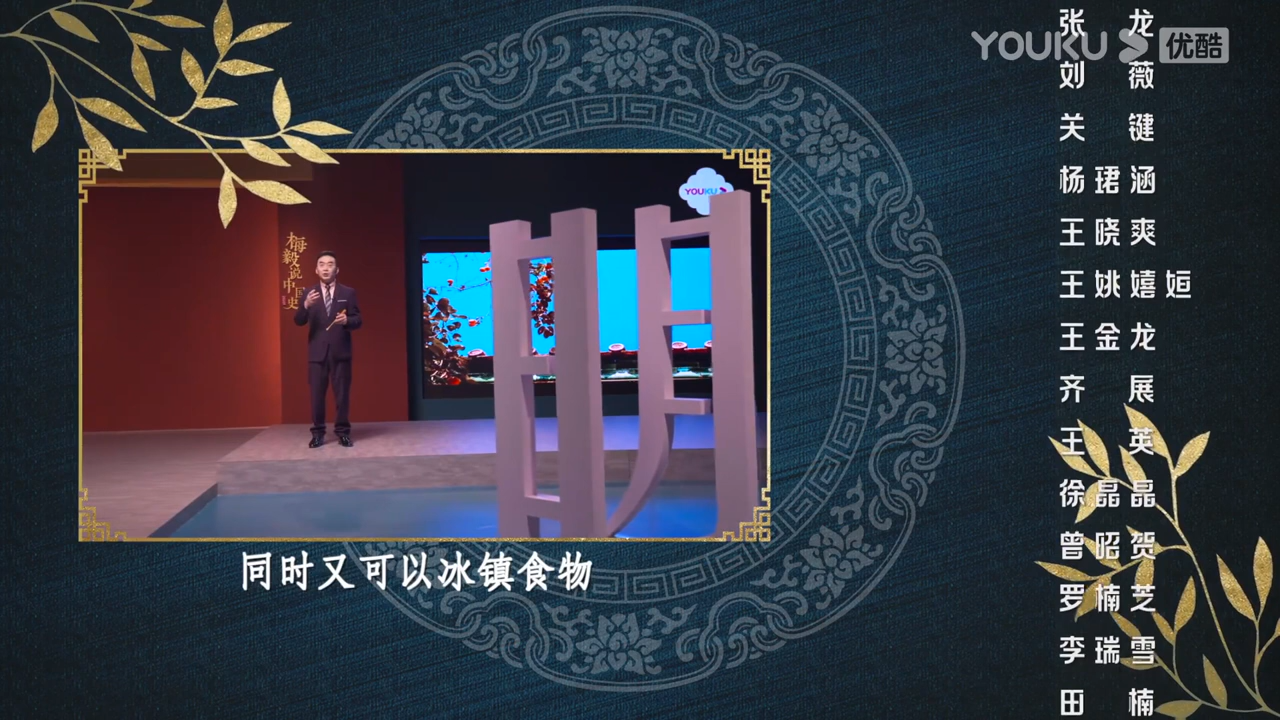 YOUKU 优酷
张龙
刘薇
关键
杨珺涵
王晓爽
王姚嬉姮
王金龙
齐展
王英
徐晶晶
曾昭贺
罗楠芝
李瑞雪
田楠
YOUKU
梅毅说中国史
明
同时又可以冰镇食物